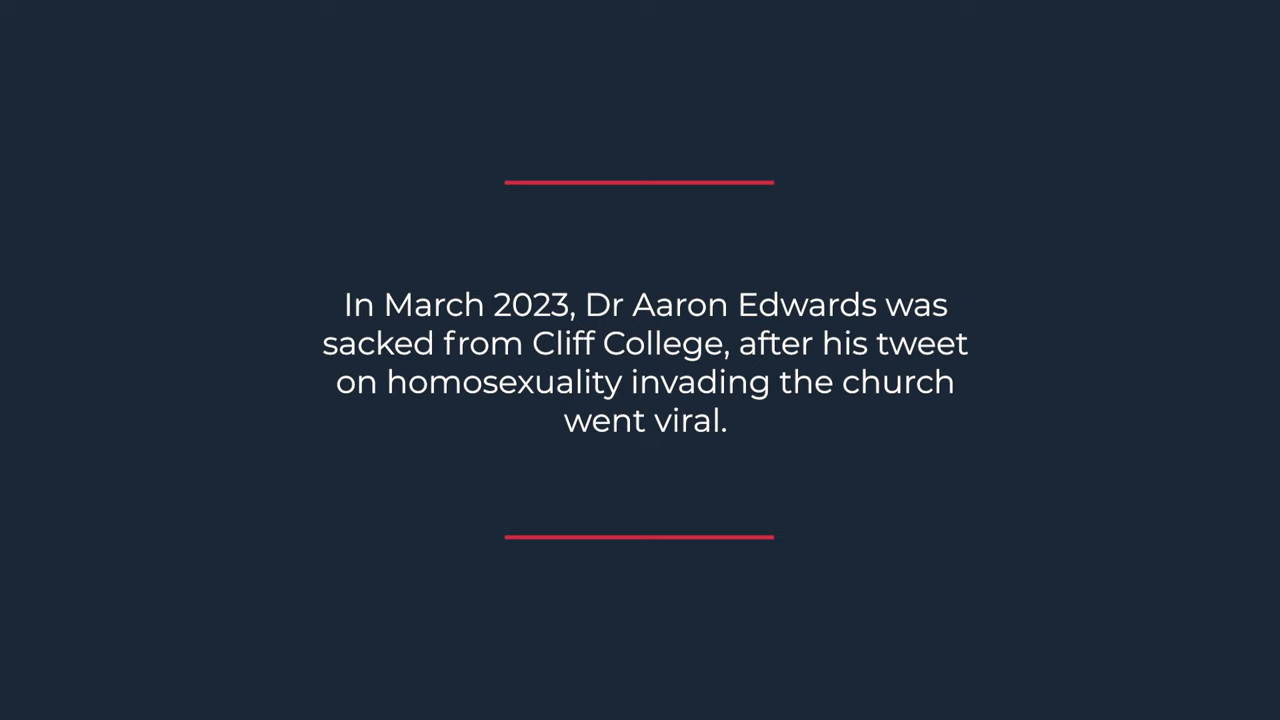 In March 2023, Dr Aaron Edwards was
sacked from Cliff College, after his tweet
on homosexuality invading the church
went viral.